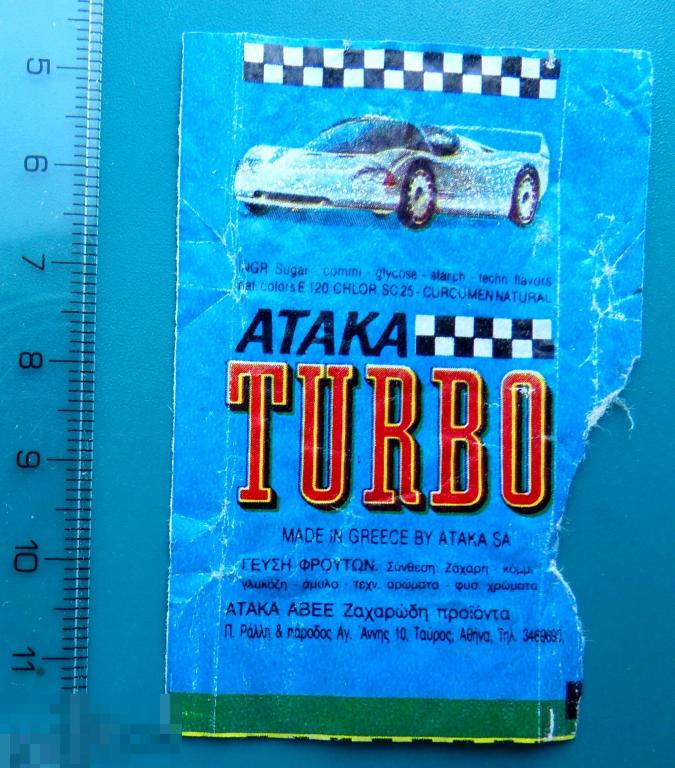 5
6
7
8
9
10
11
INGR Sugar - commi - glycose - starch - techn flavors
nat. colors E 120 CHLOR. SC 25 - CURCUMEN NATURAL
ATAKA
TURBO
MADE IN GREECE BY ATAKA SA
ΓΕΥΣΗ ΦΡΟΥΤΩΝ. Σύνθεση: Ζάχαρη - κόμμι
γλυκόζη - άμυλο - τεχν. αρώματα - φυσ. χρώματα
ΑΤΑΚΑ ΑΒΕΕ Ζαχαρώδη προϊόντα
Π. Ράλλη & πάροδος Αγ. Άννης 10, Ταύρος, Αθήνα, Τηλ.